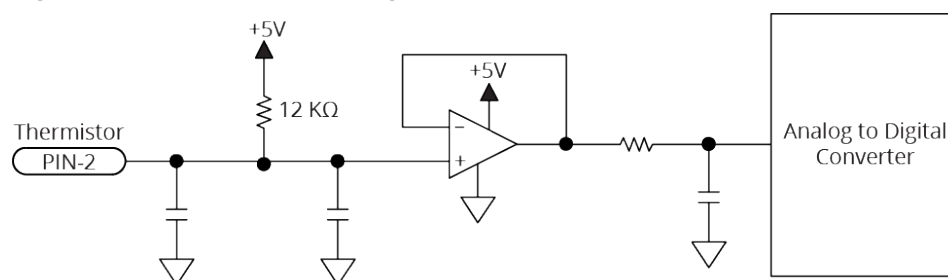 +5V
12 KΩ
+5V
Thermistor
PIN-2
−
+
Analog to Digital
Converter